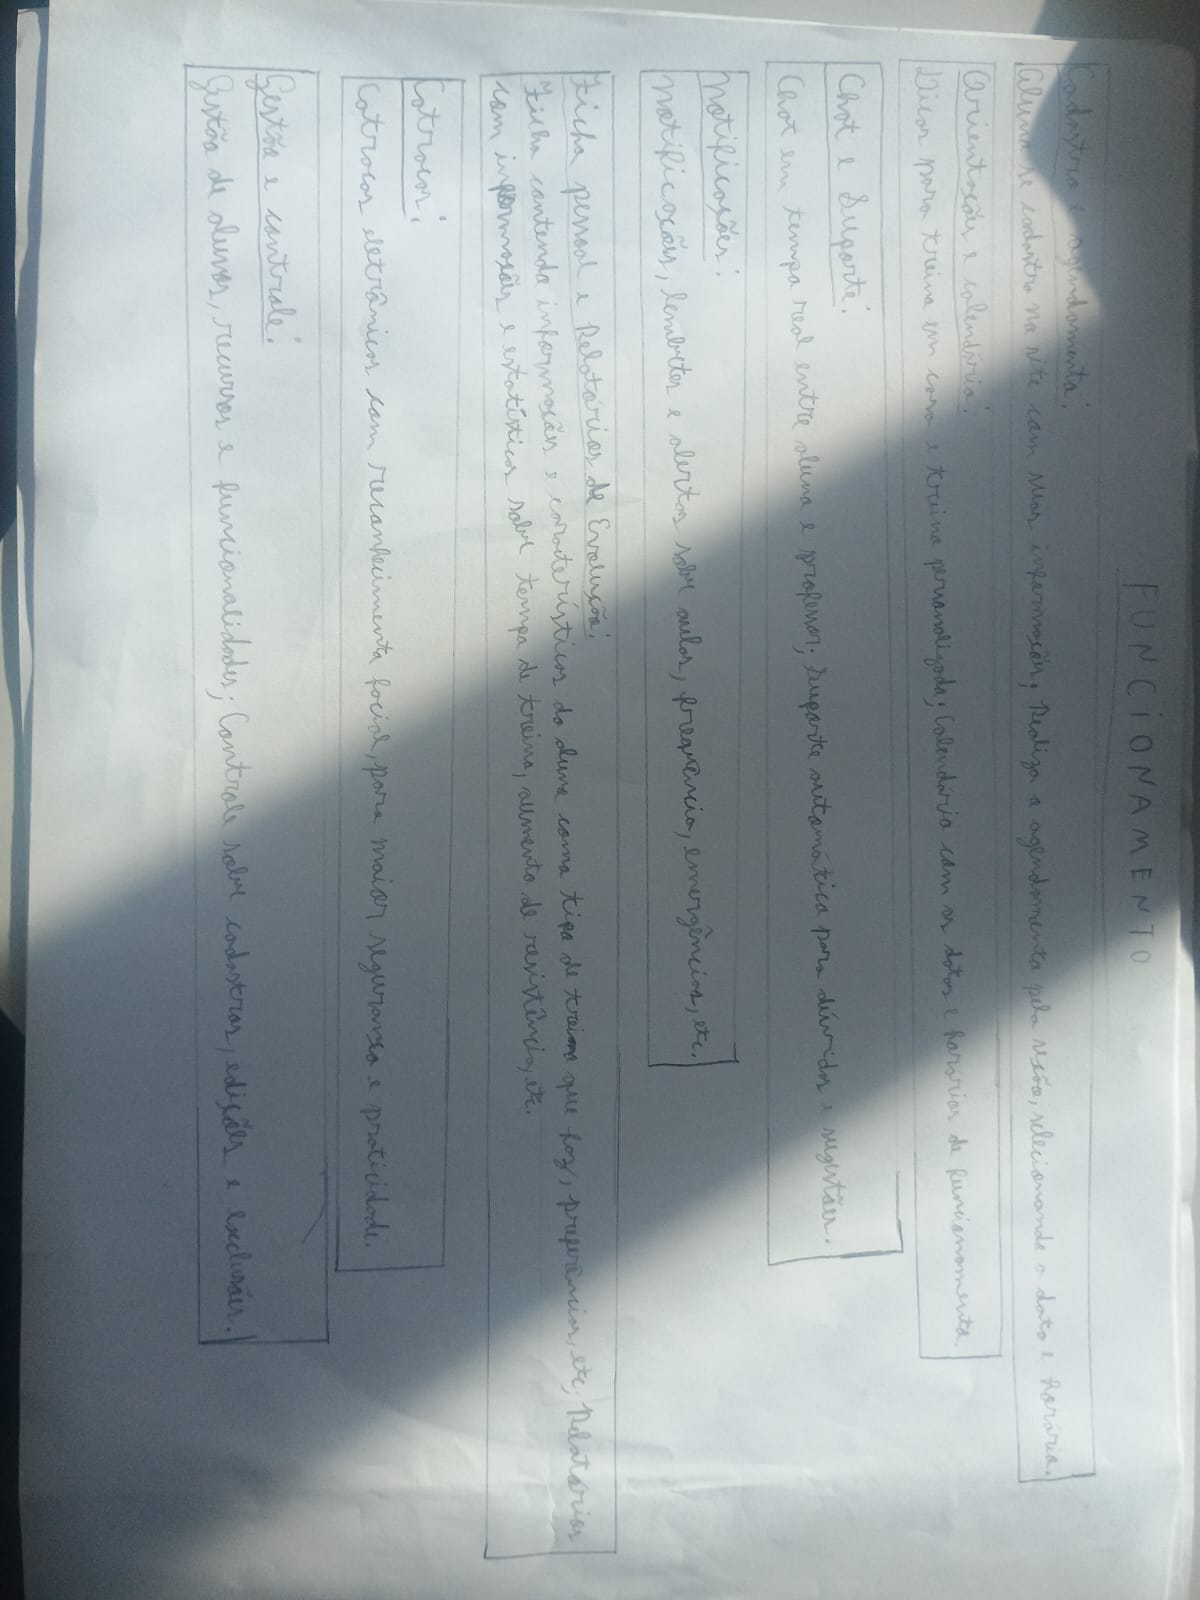 FUNCIONAMENTO
Cadastro e agendamento:
Aluno se cadastra no site com suas informações. Realiza o agendamento pela seção, selecionando a data e horário.
Orientações e calendário:
Dicas para treino em casa e treino personalizado; Calendário com as datas e horários de funcionamento.
Chat e Suporte:
Chat em tempo real entre aluno e professor; Suporte automático para dúvidas e sugestões.
Notificações:
Notificações, lembretes e alertas sobre aulas, frequência, emergências, etc.
Ficha pessoal e Relatórios de Evolução:
Ficha contendo informações e características do aluno como tipo de treino que faz, preferências, etc; Relatórios
com informações e estatísticas sobre tempo de treino, aumento de resistência, etc.
Catracas:
Catracas eletrônicas com reconhecimento facial, para maior segurança e praticidade.
Gestão e controle:
Gestão de alunos, recursos e funcionalidades; Controle sobre cadastros, edições e exclusões.